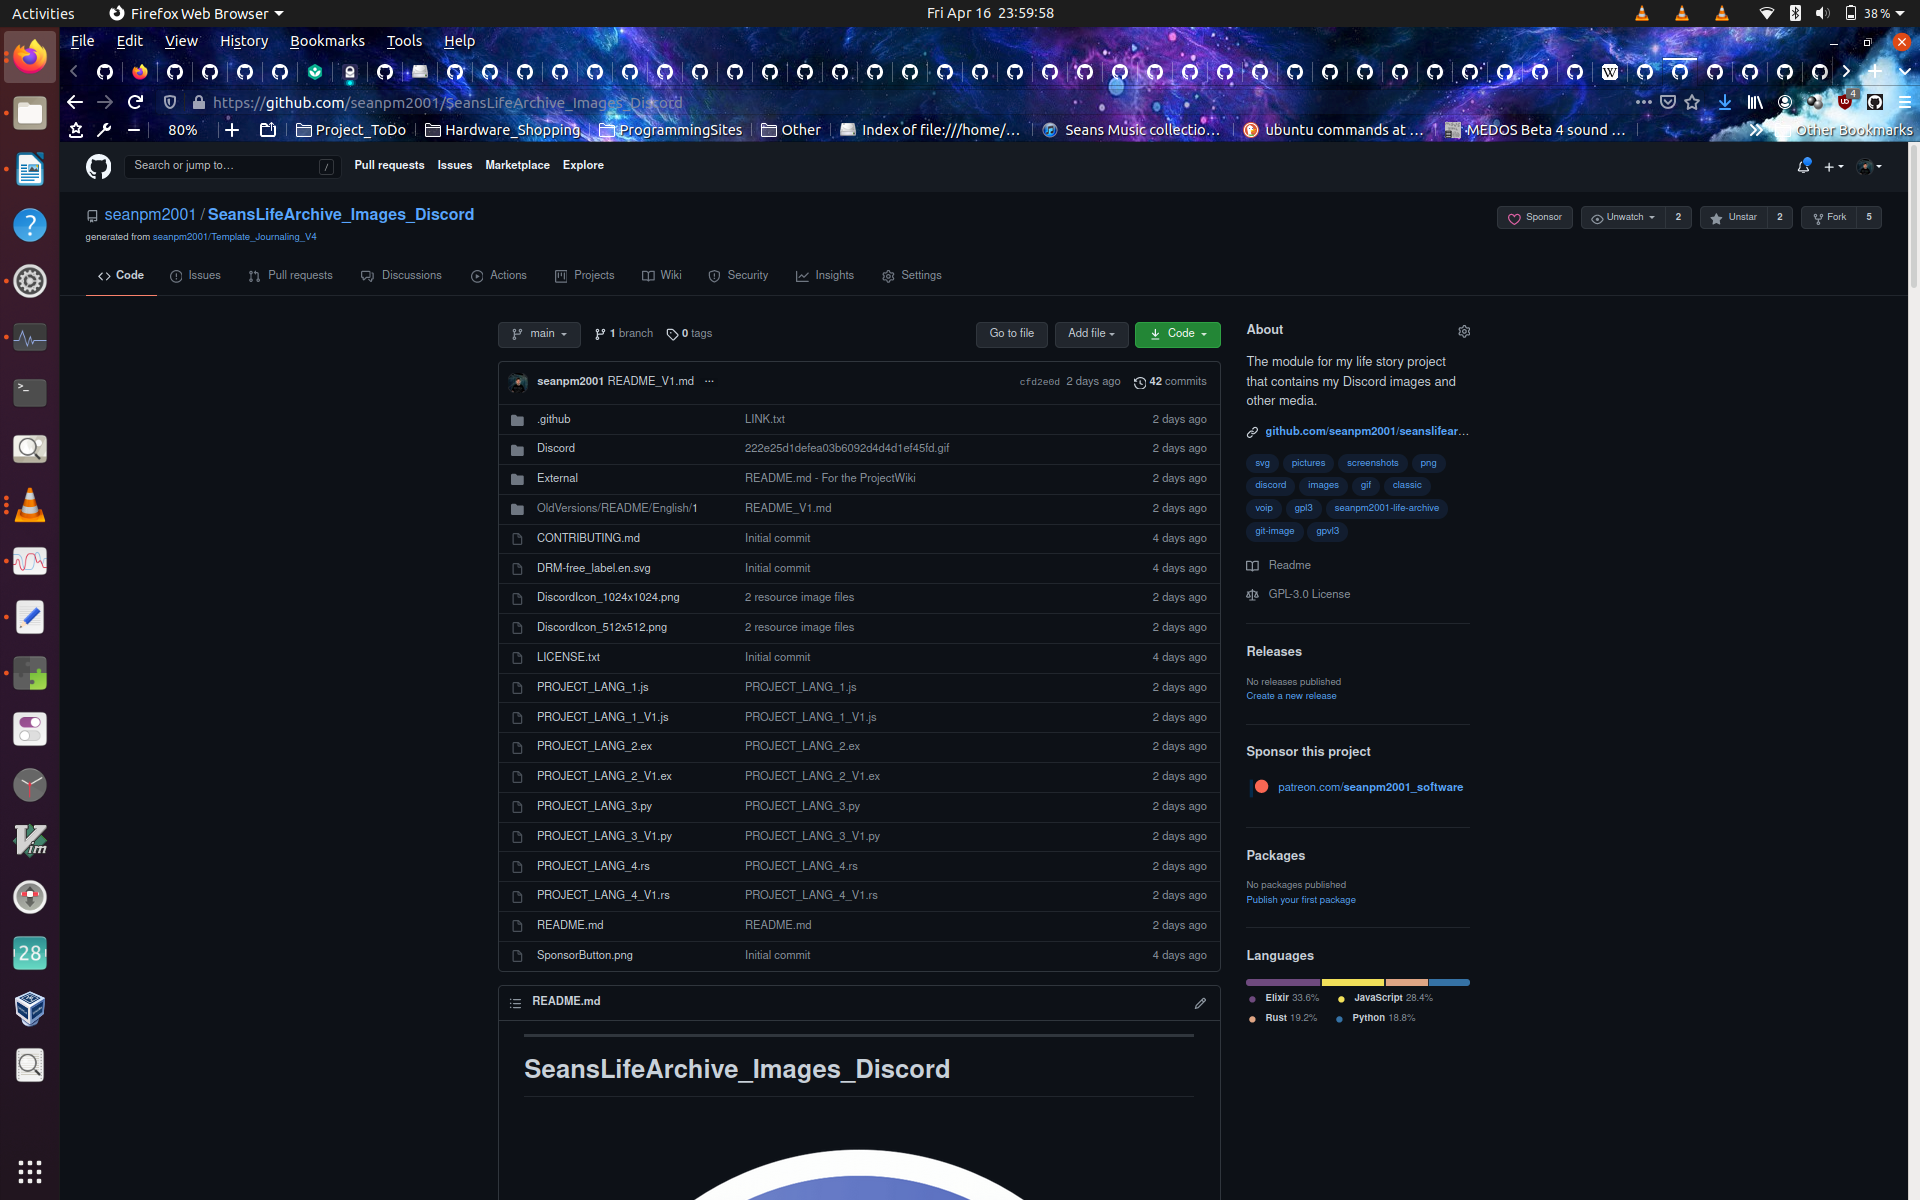 Activities Firefox Web Browser Fri Apr 16 23:59:58 38 %
File Edit View History Bookmarks Tools Help
https://github.com/seanpm2001/SeansLifeArchive_Images_Discord 4
80% Project_ToDo Hardware_Shopping ProgrammingSites Other Index of file:///home/… Seans Music collectio… ubuntu commands at … MEDOS Beta 4 sound … Other Bookmarks
Search or jump to… / Pull requests Issues Marketplace Explore
seanpm2001 / SeansLifeArchive_Images_Discord Sponsor Unwatch 2 Unstar 2 Fork 5
generated from seanpm2001/Template_Journaling_V4
Code Issues Pull requests Discussions Actions Projects Wiki Security Insights Settings
main 1 branch 0 tags Go to file Add file Code
seanpm2001 README_V1.md ... cfd2e0d 2 days ago 42 commits
.github LINK.txt 2 days ago
Discord 222e25d1defea03b6092d4d4d1ef45fd.gif 2 days ago
External README.md - For the ProjectWiki 2 days ago
OldVersions/README/English/1 README_V1.md 2 days ago
CONTRIBUTING.md Initial commit 4 days ago
DRM-free_label.en.svg Initial commit 4 days ago
DiscordIcon_1024x1024.png 2 resource image files 2 days ago
DiscordIcon_512x512.png 2 resource image files 2 days ago
LICENSE.txt Initial commit 4 days ago
PROJECT_LANG_1.js PROJECT_LANG_1.js 2 days ago
PROJECT_LANG_1_V1.js PROJECT_LANG_1_V1.js 2 days ago
PROJECT_LANG_2.ex PROJECT_LANG_2.ex 2 days ago
PROJECT_LANG_2_V1.ex PROJECT_LANG_2_V1.ex 2 days ago
PROJECT_LANG_3.py PROJECT_LANG_3.py 2 days ago
PROJECT_LANG_3_V1.py PROJECT_LANG_3_V1.py 2 days ago
PROJECT_LANG_4.rs PROJECT_LANG_4.rs 2 days ago
PROJECT_LANG_4_V1.rs PROJECT_LANG_4_V1.rs 2 days ago
README.md README.md 2 days ago
SponsorButton.png Initial commit 4 days ago
README.md
SeansLifeArchive_Images_Discord
About
The module for my life story project
that contains my Discord images and
other media.
github.com/seanpm2001/seanslifear…
svg pictures screenshots png
discord images gif classic
voip gpl3 seanpm2001-life-archive
git-image gpvl3
Readme
GPL-3.0 License
Releases
No releases published
Create a new release
Sponsor this project
patreon.com/seanpm2001_software
Packages
No packages published
Publish your first package
Languages
Elixir 33.6% JavaScript 28.4%
Rust 19.2% Python 18.8%
28